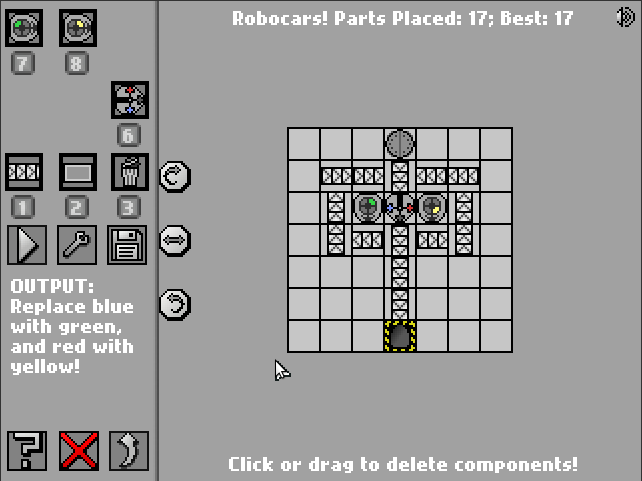 Robocars! Parts Placed: 17; Best: 17
7 8
6
1 2 3
OUTPUT:
Replace blue
with green,
and red with
yellow!
Click or drag to delete components!